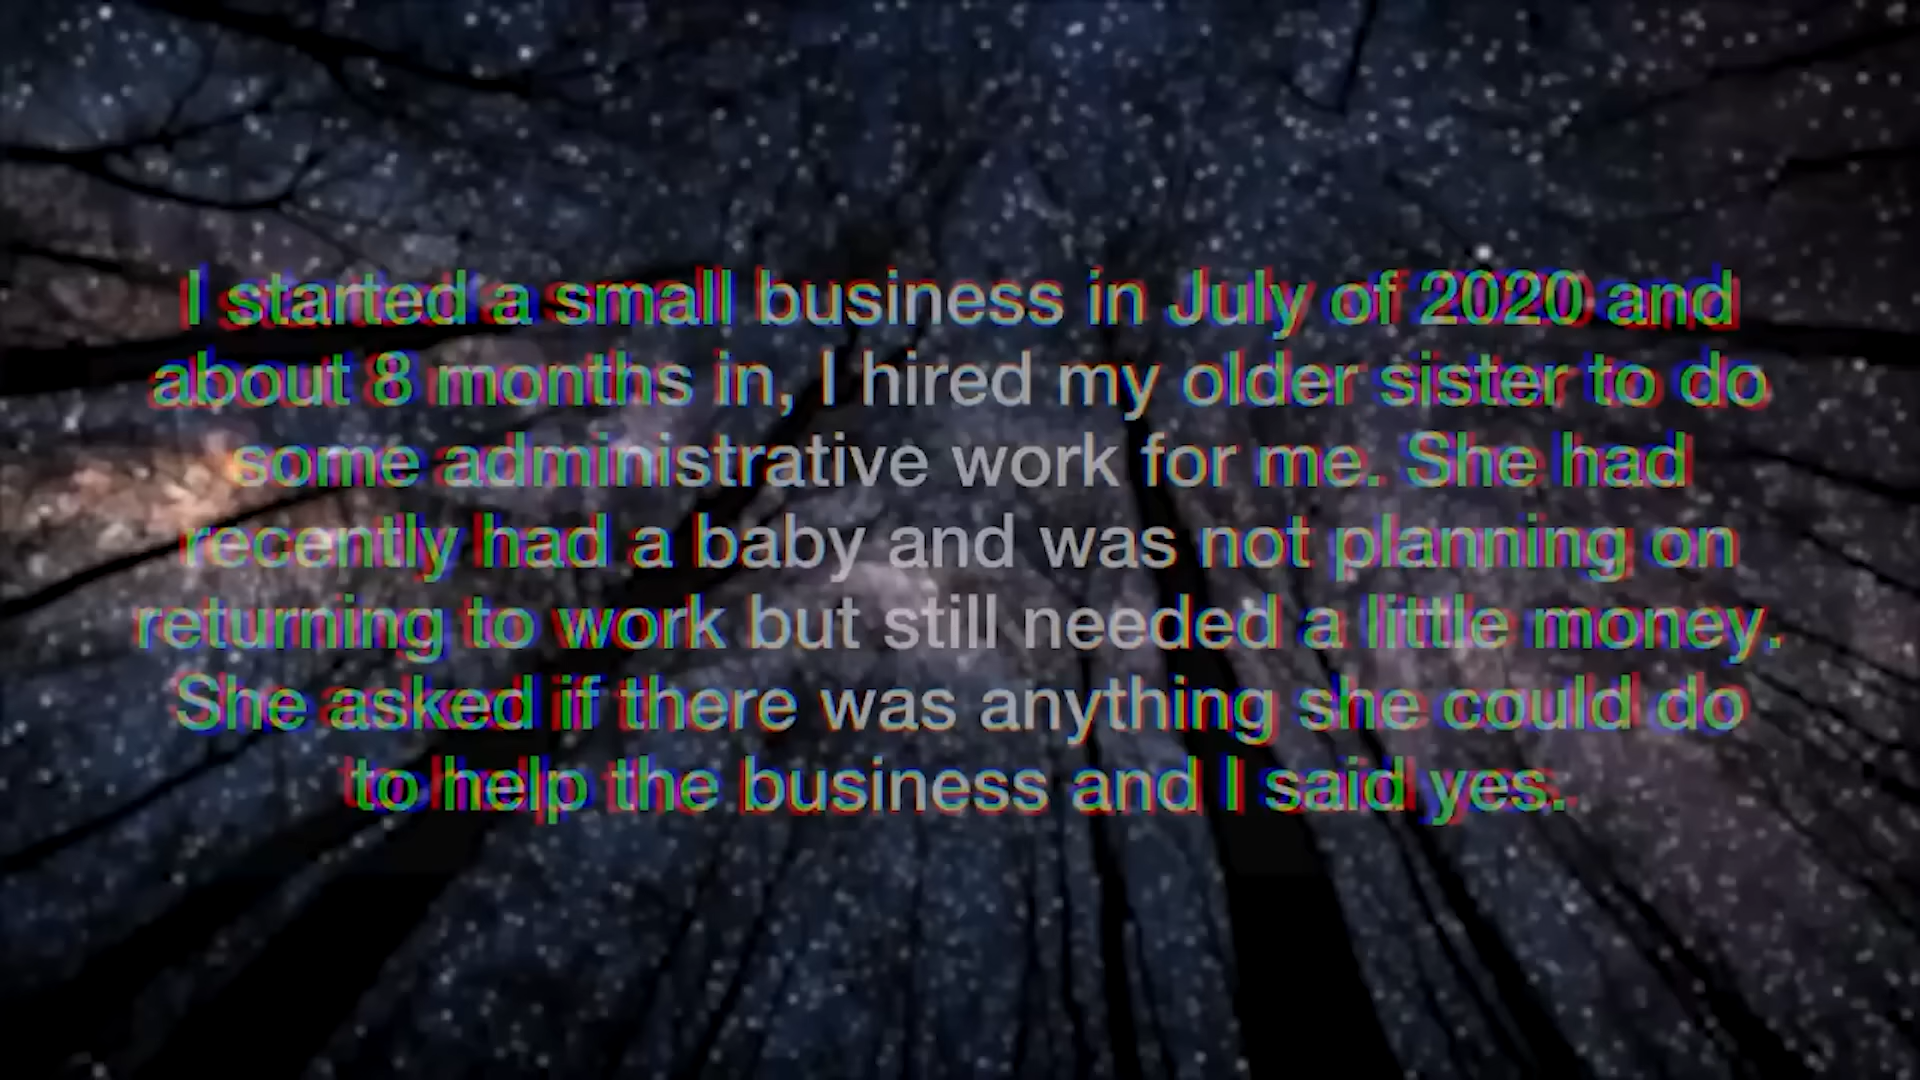 I started a small business in July of 2020 and
about 8 months in, I hired my older sister to do
some administrative work for me. She had
recently had a baby and was not planning on
returning to work but still needed a little money.
She asked if there was anything she could do
to help the business and I said yes.